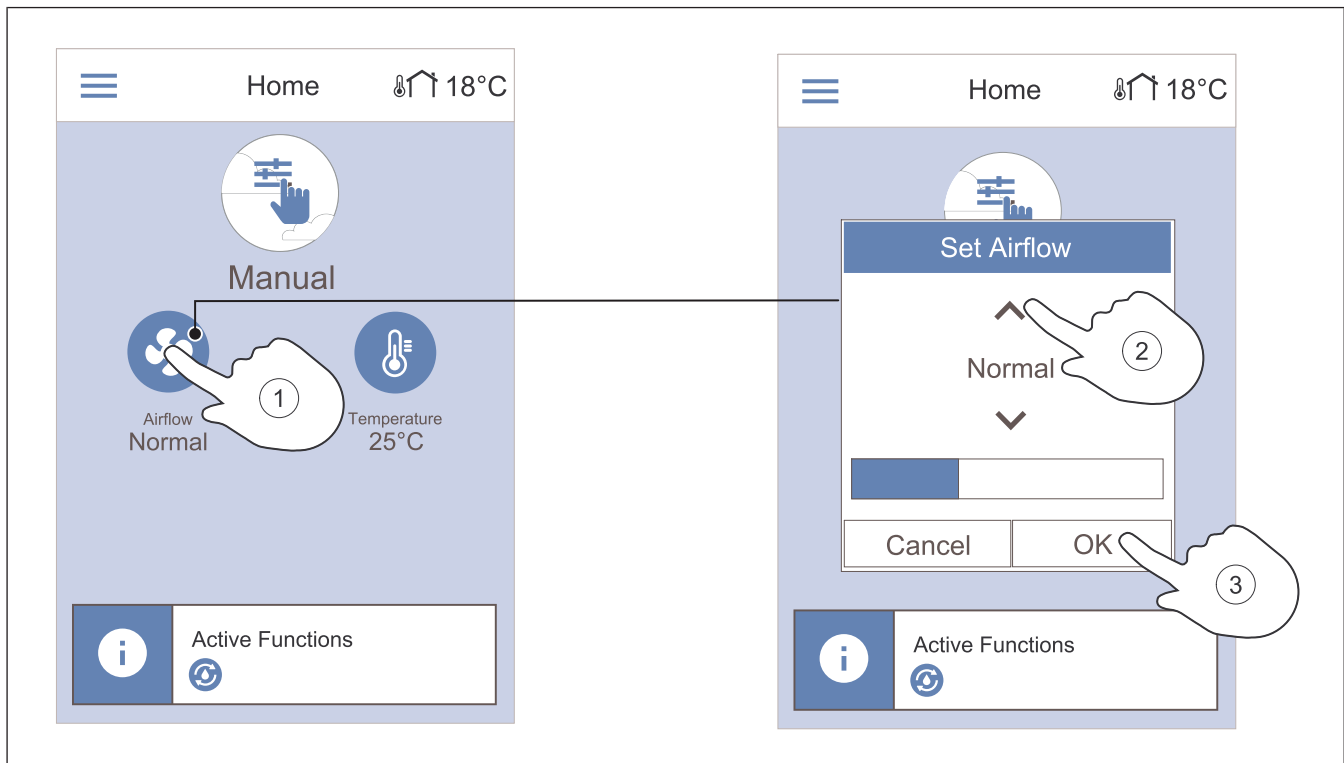 Home
18°C
Manual
Airflow
Normal
1
Temperature
25°C
i
Active Functions
Home
18°C
Set Airflow
2
Normal
Cancel
OK
3
i
Active Functions